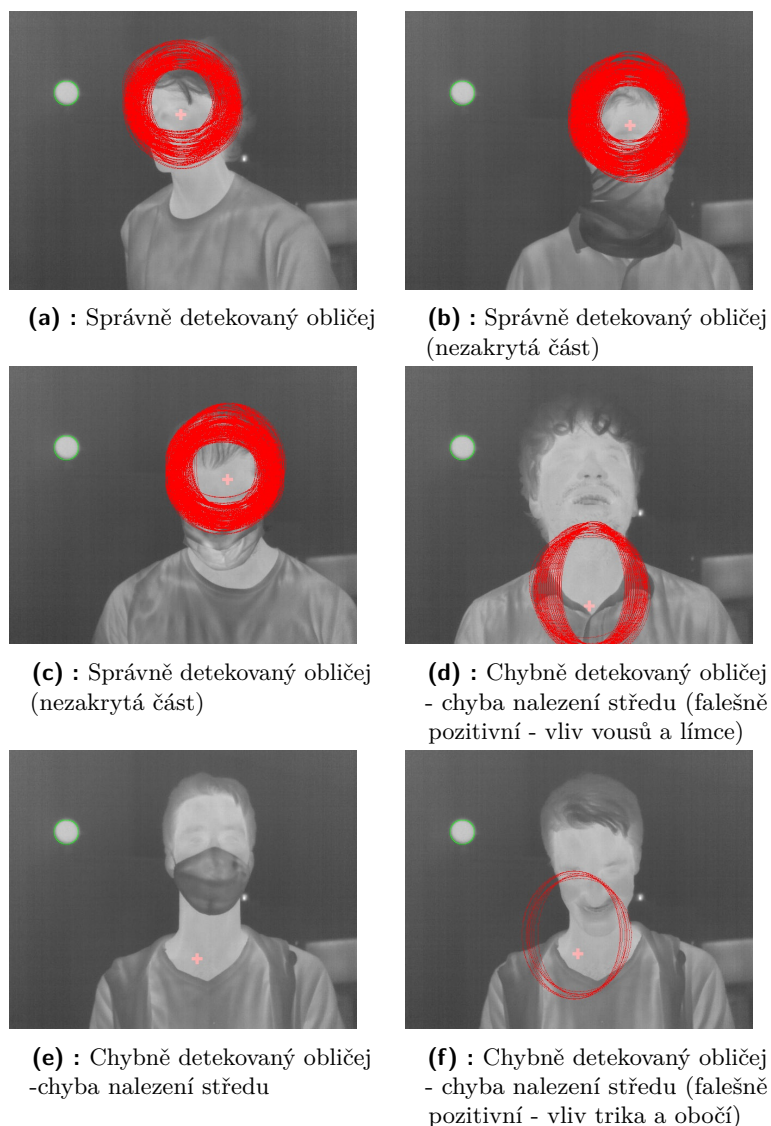 (a) : Správně detekovaný obličej
(b) : Správně detekovaný obličej
(nezakrytá část)
(c) : Správně detekovaný obličej
(nezakrytá část)
(d) : Chybně detekovaný obličej
- chyba nalezení středu (falešně
pozitivní - vliv vousů a límce)
(e) : Chybně detekovaný obličej
-chyba nalezení středu
(f) : Chybně detekovaný obličej
- chyba nalezení středu (falešně
pozitivní - vliv trika a obočí)